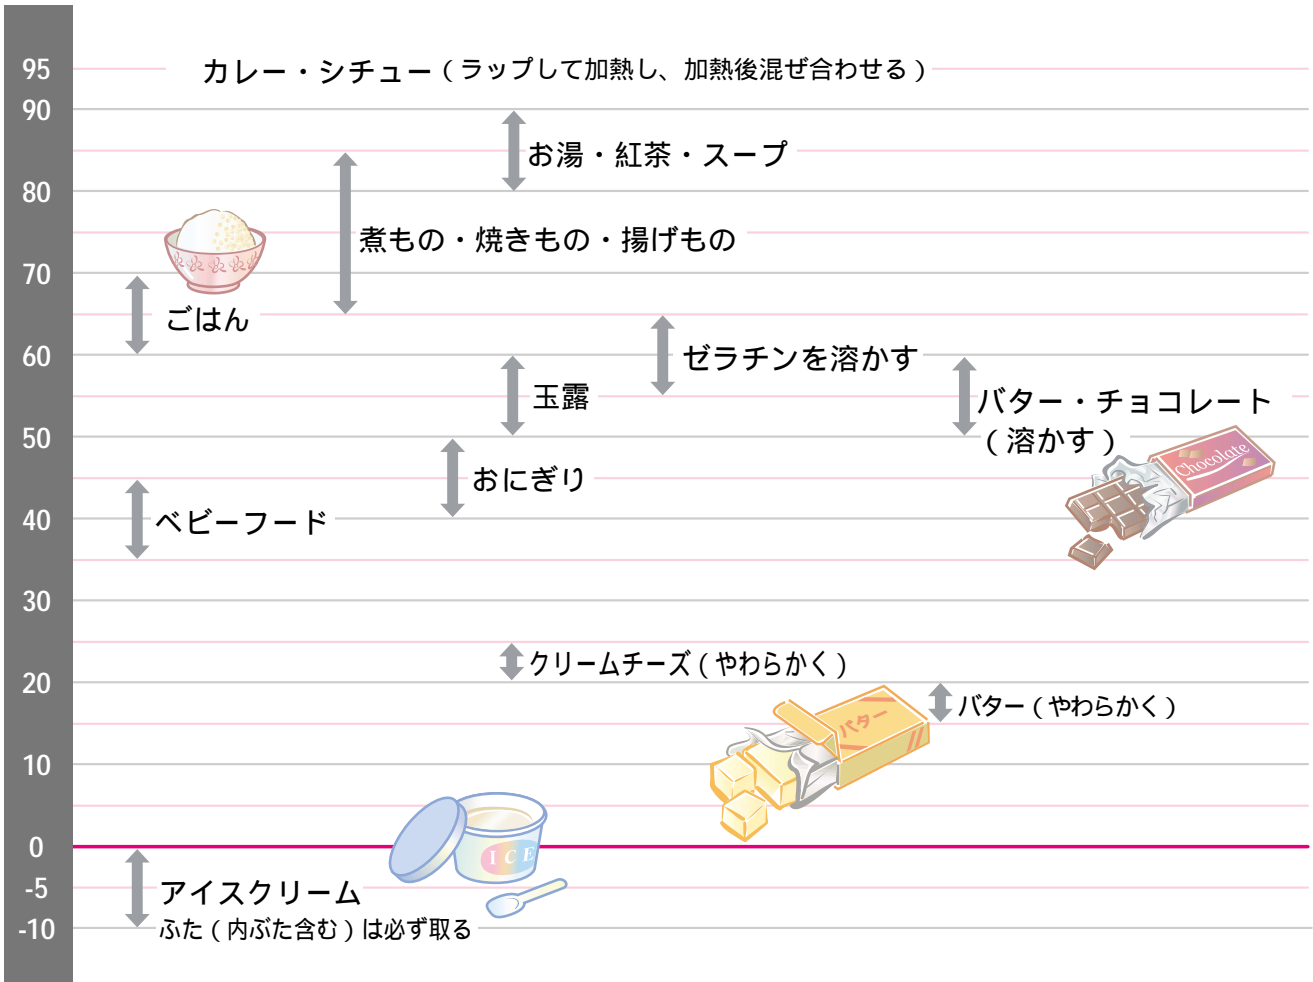 95
カレー・シチュー（ラップして加熱し、加熱後混ぜ合わせる）
90
お湯・紅茶・スープ
80
煮もの・焼きもの・揚げもの
70
ごはん
60
ゼラチンを溶かす
玉露
バター・チョコレート
（溶かす）
50
Chocolate
おにぎり
40
ベビーフード
30
クリームチーズ（やわらかく）
20
バター（やわらかく）
バター
10
0
ICE
-5
アイスクリーム
-10
ふた（内ぶた含む）は必ず取る